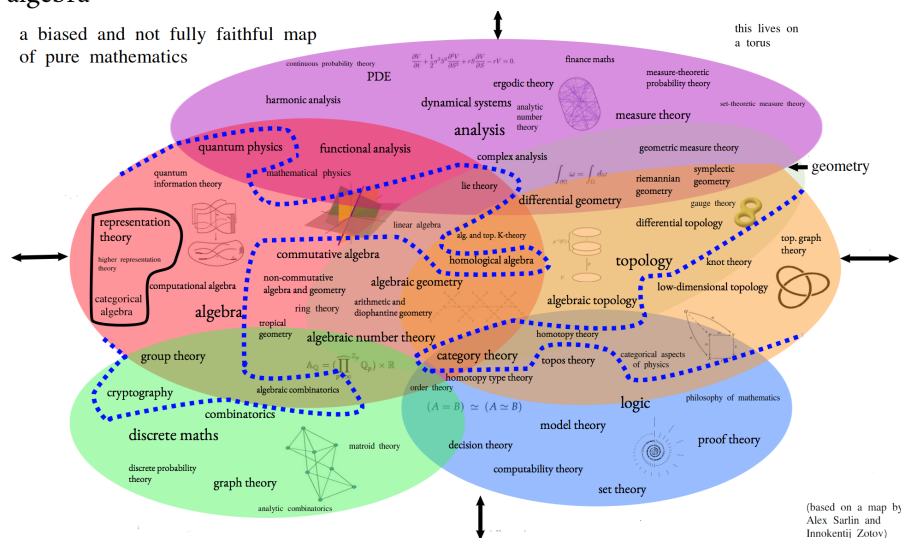 algebra
a biased and not fully faithful map
of pure mathematics
this lives on
a torus
continuous probability theory
PDE
finance maths
ergodic theory
measure-theoretic
probability theory
harmonic analysis
dynamical systems
analytic
number
theory
set-theoretic measure theory
measure theory
analysis
quantum physics
functional analysis
complex analysis
geometric measure theory
geometry
mathematical physics
quantum
information theory
lie theory
∫∂Ω ω = ∫Ω dω
riemannian
geometry
symplectic
geometry
differential geometry
gauge theory
representation
theory
linear algebra
alg. and top. K-theory
differential topology
top. graph
theory
commutative algebra
homological algebra
topology
knot theory
higher representation
theory
non-commutative
algebra and geometry
computational algebra
algebraic geometry
low-dimensional topology
categorical
algebra
ring theory
arithmetic and
diophantine geometry
algebraic topology
algebra
tropical
geometry
algebraic number theory
homotopy theory
group theory
category theory
topos theory
categorical aspects
of physics
homotopy type theory
order theory
cryptography
algebraic combinatorics
combinatorics
(A = B) ≃ (A ≃ B)
logic
philosophy of mathematics
discrete maths
model theory
matroid theory
decision theory
proof theory
discrete probability
theory
computability theory
graph theory
set theory
analytic combinatorics
(based on a map by
Alex Sarlin and
Innokentij Zotov)